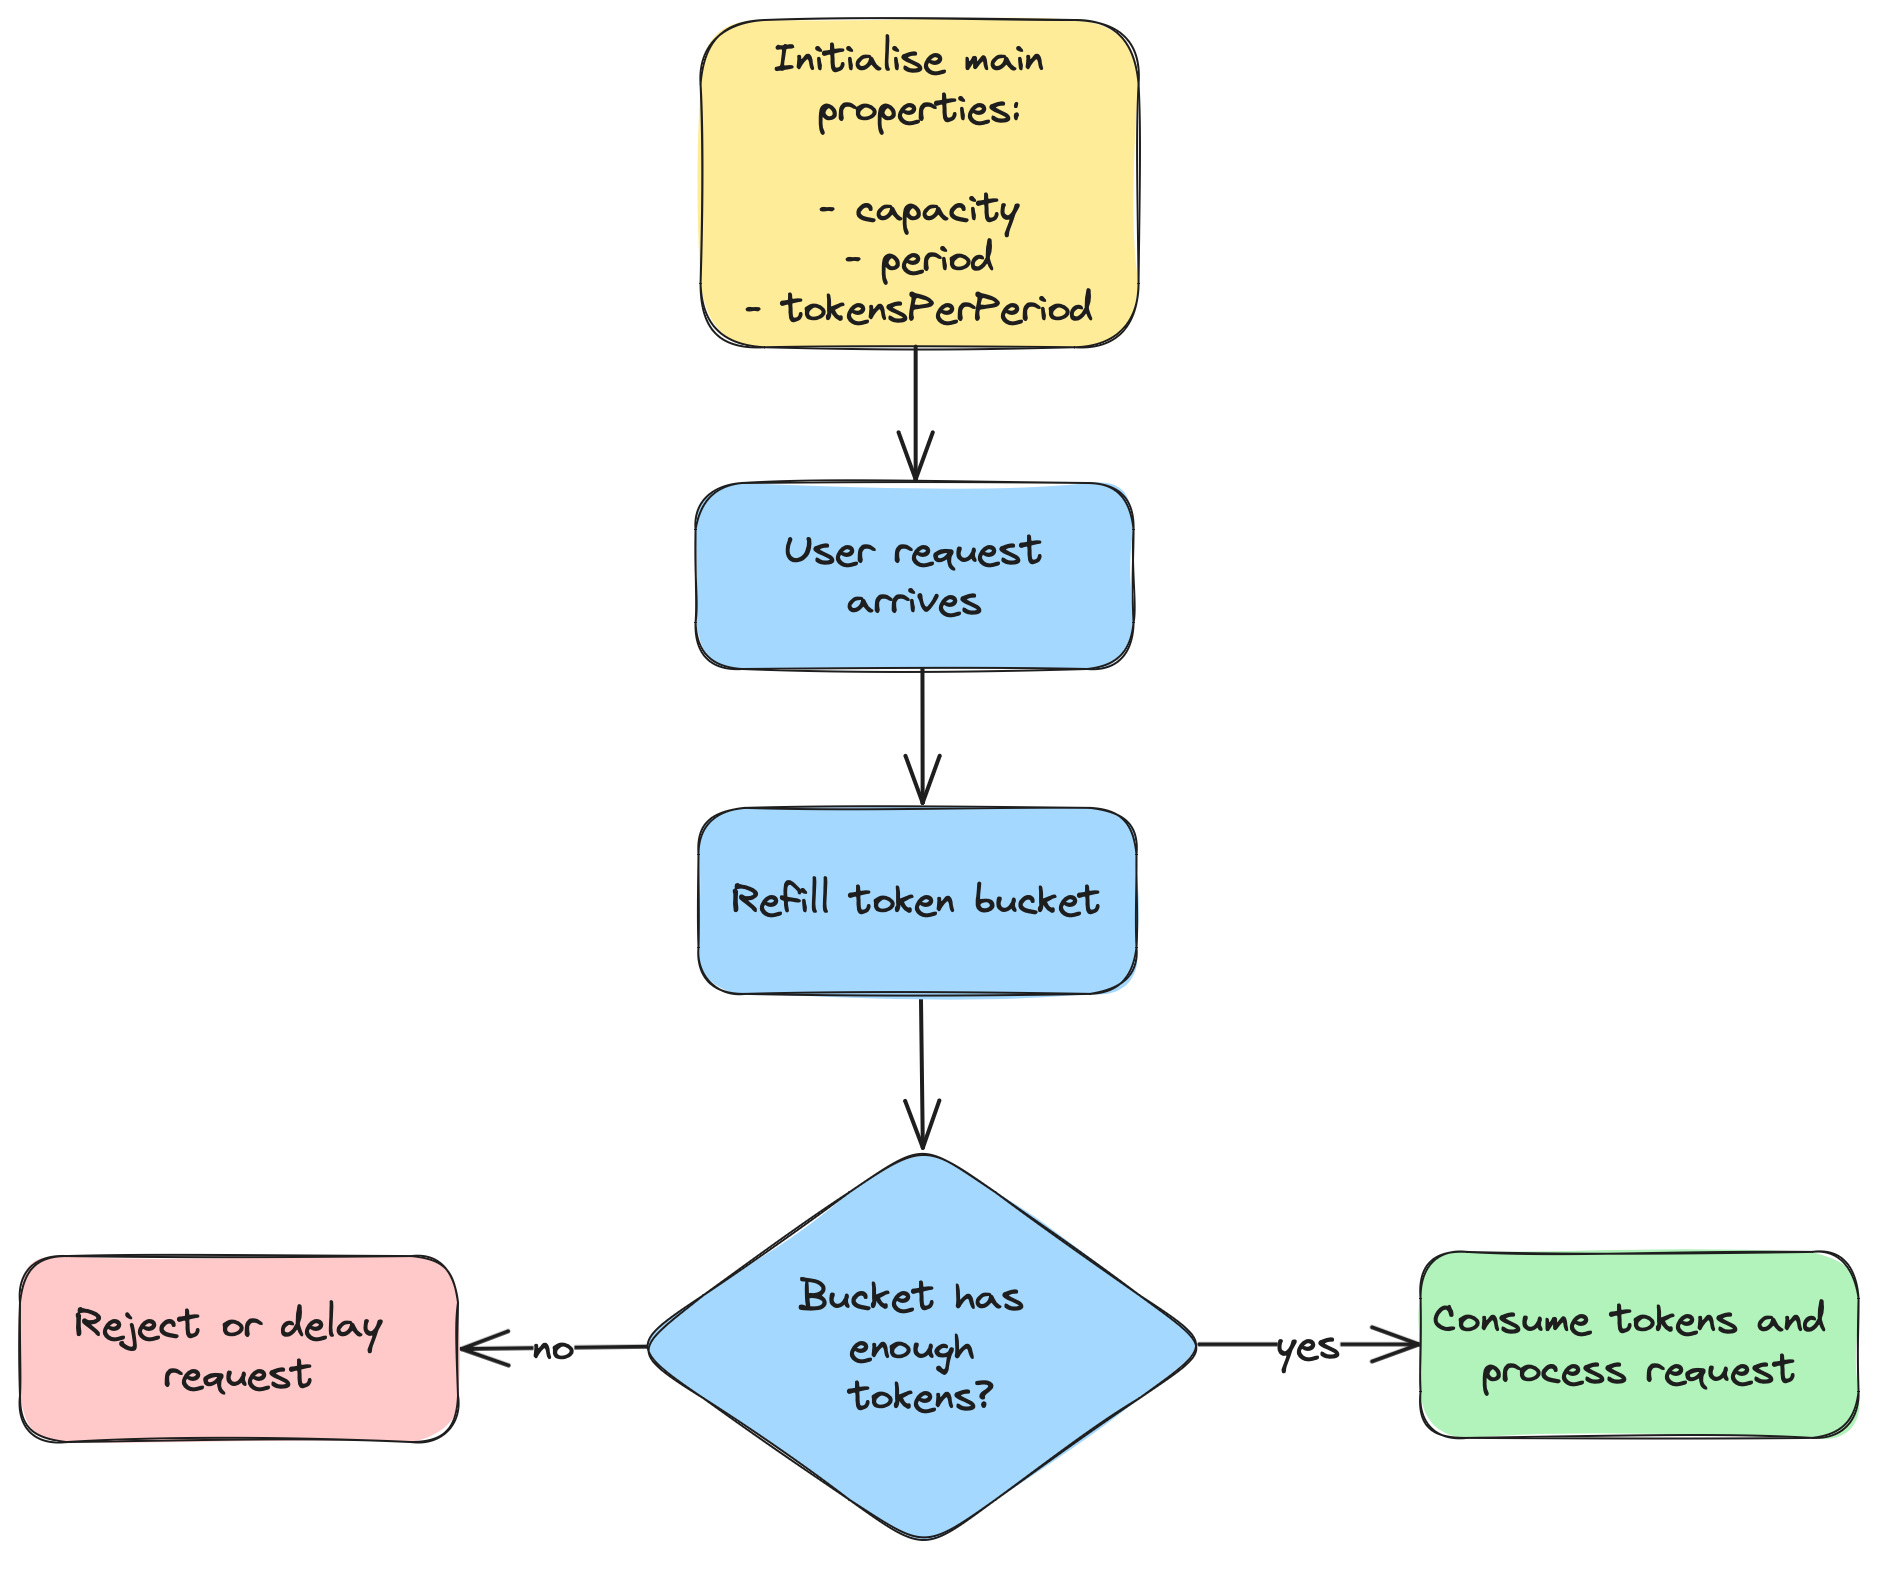 Initialise main
properties:
- capacity
- period
- tokensPerPeriod
User request
arrives
Refill token bucket
Bucket has
enough
tokens?
no
yes
Reject or delay
request
Consume tokens and
process request